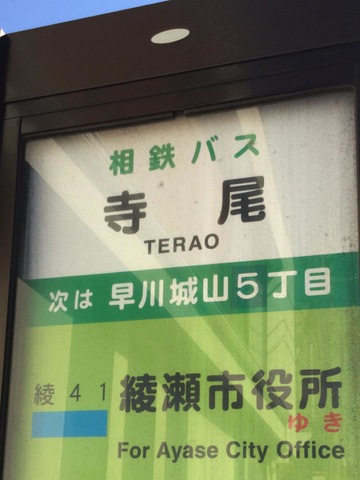 相鉄バス
寺尾
TERAO
次は 早川城山5丁目
綾41 綾瀬市役所
ゆき
For Ayase City Office